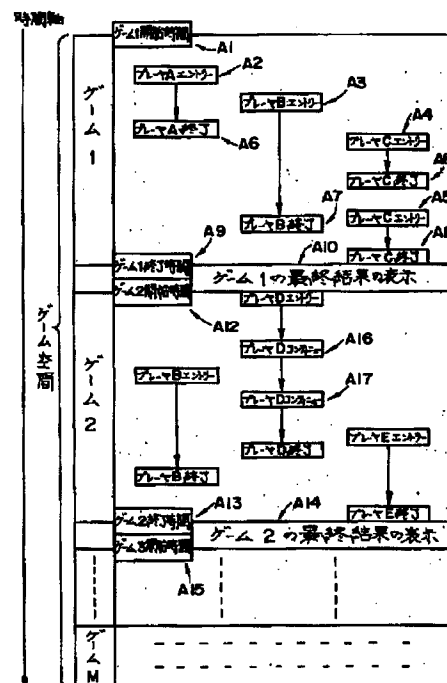 時間軸
ゲーム1開始時間
A1
プレーヤAエントリー
A2
プレーヤBエントリー
A3
プレーヤA終了
A6
プレーヤCエントリー
A4
プレーヤC終了
プレーヤB終了
A7
プレーヤCエントリー
プレーヤC終了
ゲーム1
ゲーム1終了時間
A9
A10
ゲーム1の最終結果の表示
ゲーム2開始時間
A12
プレーヤDエントリー
プレーヤDコンティニュー
A16
プレーヤBエントリー
プレーヤDコンティニュー
A17
プレーヤD終了
プレーヤEエントリー
プレーヤB終了
プレーヤE終了
ゲーム2
ゲーム空間
ゲーム2終了時間
A13
A14
ゲーム2の最終結果の表示
ゲーム3開始時間
A15
ゲームM